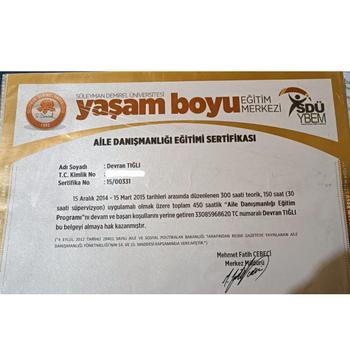 SÜLEYMAN DEMİREL ÜNİVERSİTESİ
yaşam boyu EĞİTİM MERKEZİ
SDÜ
YBEM
AİLE DANIŞMANLIĞI EĞİTİMİ SERTİFİKASI
Adı Soyadı : Devran TIĞLI
T.C. Kimlik No :
Sertifika No : 15/00331
15 Aralık 2014 - 15 Mart 2015 tarihleri arasında düzenlenen 300 saati teorik, 150 saati (30
saati süpervizyon) uygulamalı olmak üzere toplam 450 saatlik "Aile Danışmanlığı Eğitim
Programı"nı devam ve başarı koşullarını yerine getiren 33085968620 TC numaralı Devran TIĞLI
bu belgeyi almaya hak kazanmıştır.
Mehmet Fatih CEBECİ
Merkez Müdürü